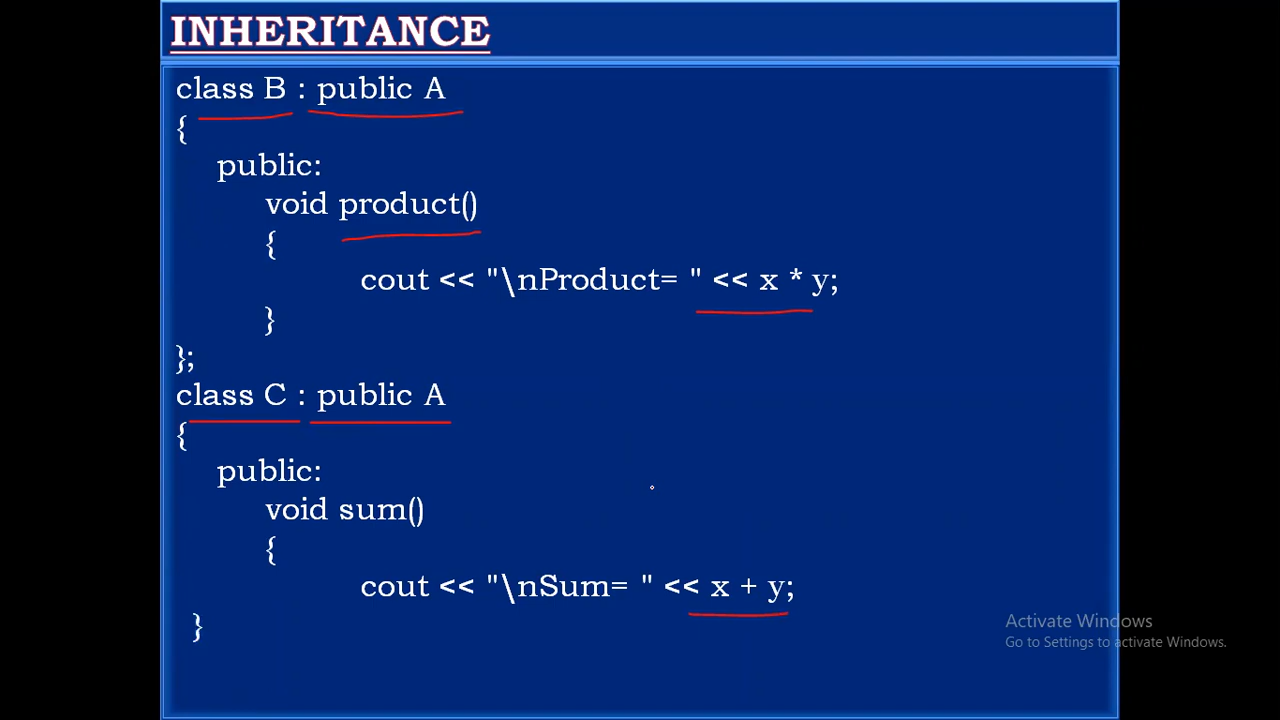 INHERITANCE
class B : public A
{
public:
void product()
{
cout << "\nProduct= " << x * y;
}
};
class C : public A
{
public:
void sum()
{
cout << "\nSum= " << x + y;
}
Activate Windows
Go to Settings to activate Windows.